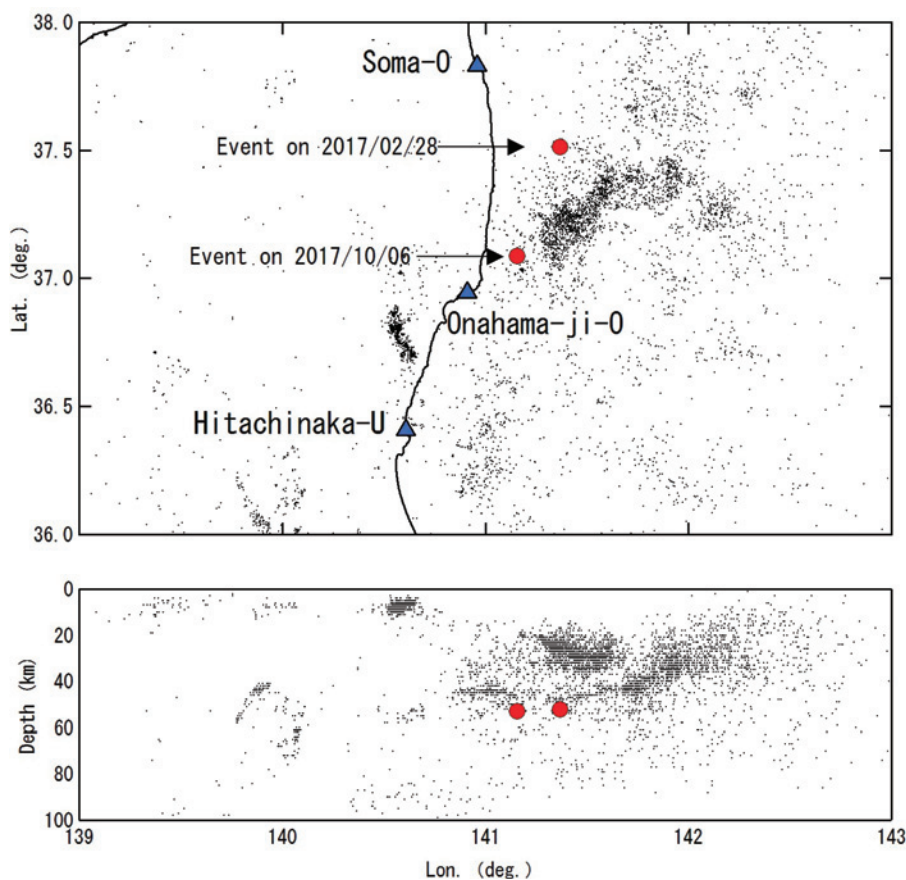 38.0
Soma-O
Event on 2017/02/28
37.5
Event on 2017/10/06
37.0
Lat. (deg.)
Onahama-ji-O
36.5
Hitachinaka-U
36.0
0
20
40
60
80
100
Depth (km)
139
140
141
142
143
Lon. (deg.)